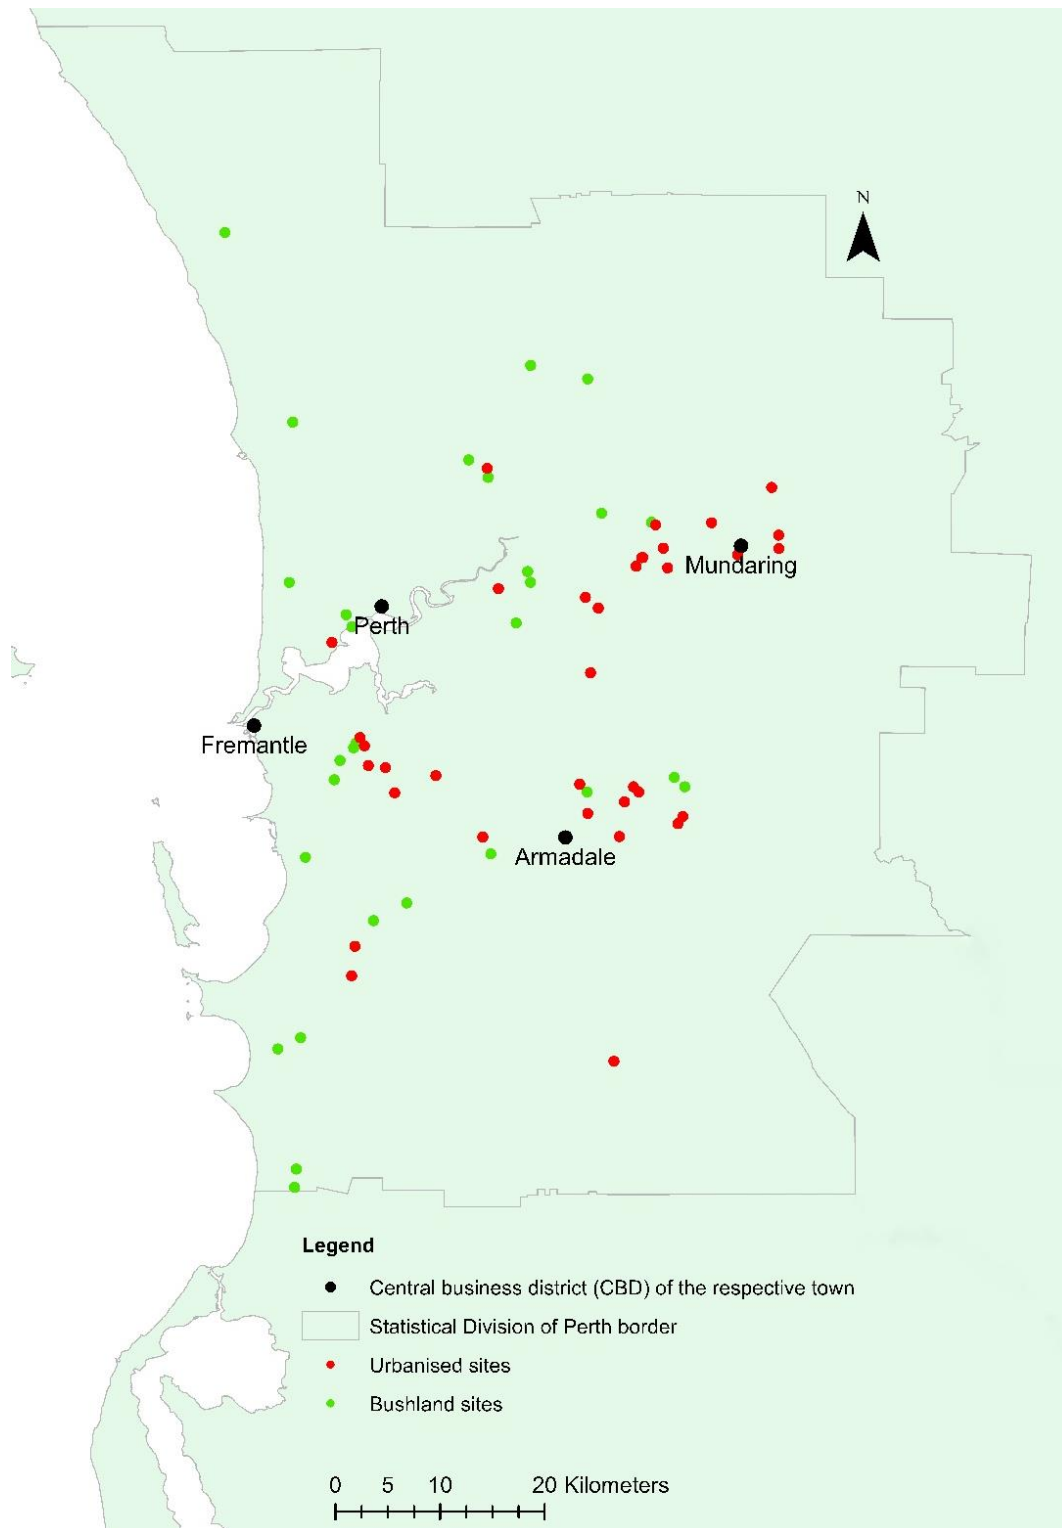 N
Mundaring
Perth
Fremantle
Armadale
Legend
Central business district (CBD) of the respective town
Statistical Division of Perth border
Urbanised sites
Bushland sites
0 5 10 20 Kilometers